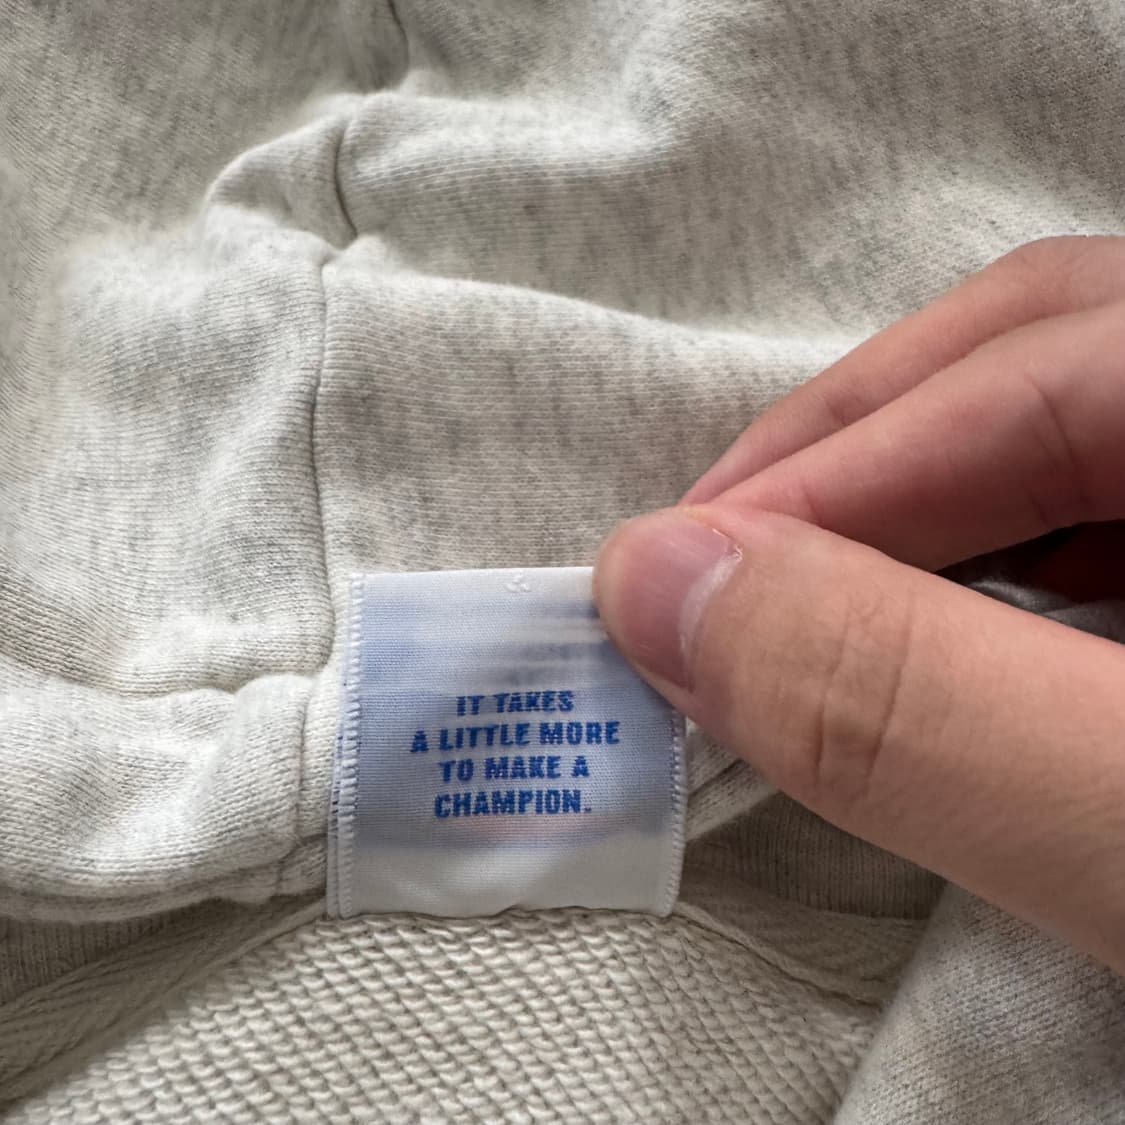 IT TAKES
A LITTLE MORE
TO MAKE A
CHAMPION.